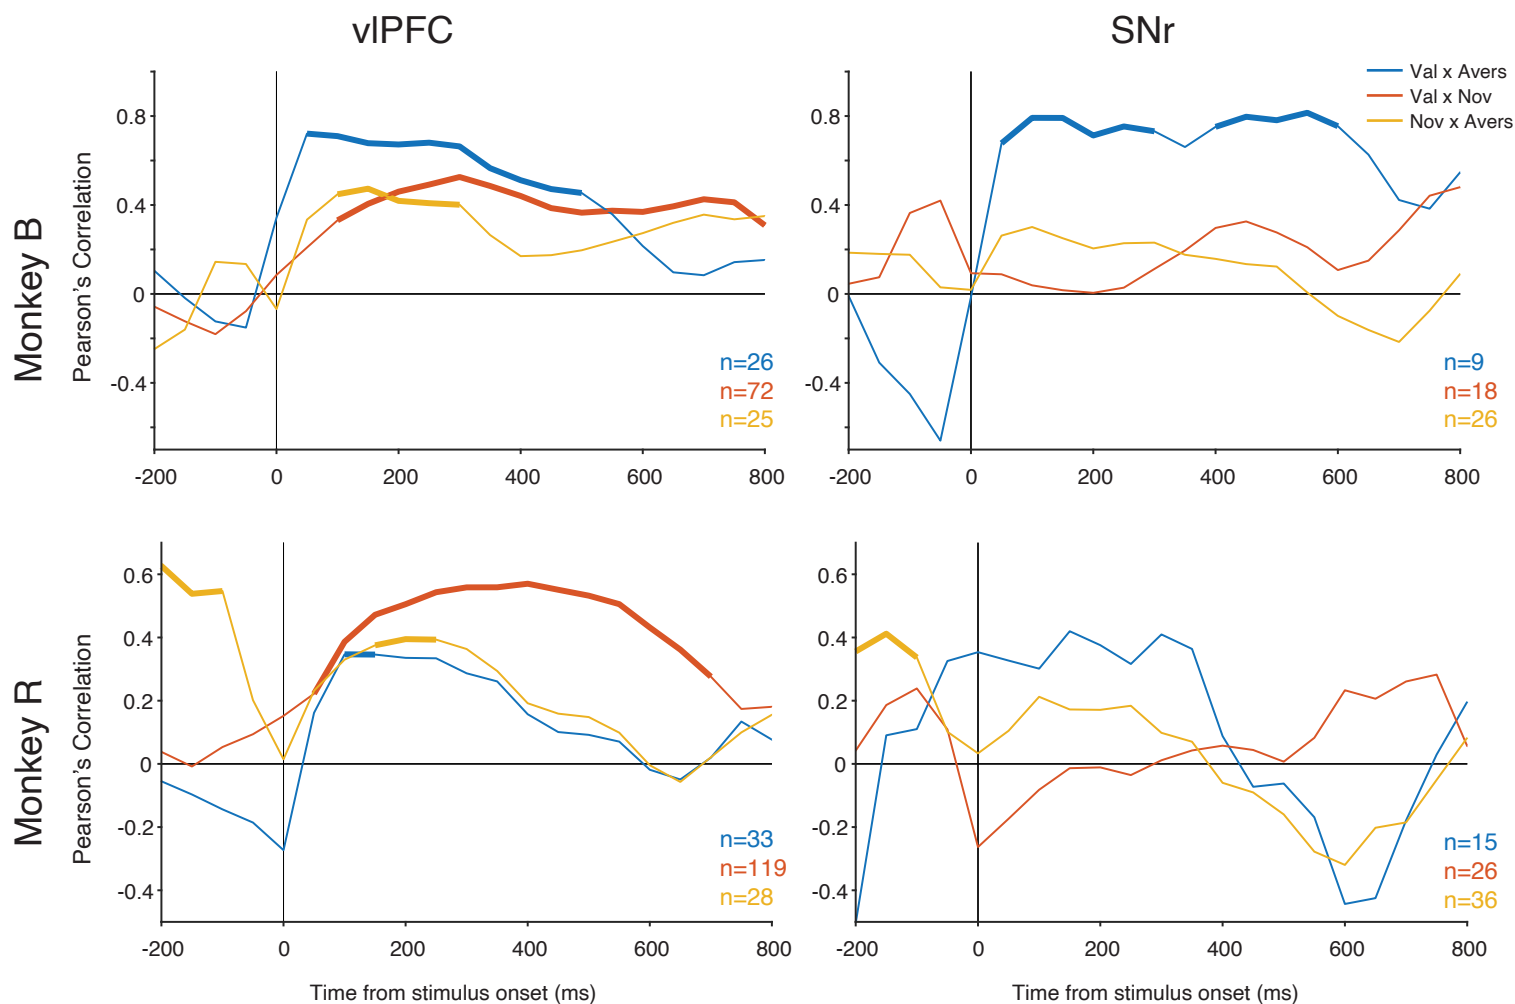 vlPFC
SNr
Monkey B
Pearson's Correlation
0.8
0.4
0
-0.4
-200
0
200
400
600
800
n=26
n=72
n=25
0.8
0.4
0
-0.4
-200
0
200
400
600
800
Val x Avers
Val x Nov
Nov x Avers
n=9
n=18
n=26
Monkey R
Pearson's Correlation
0.6
0.4
0.2
0
-0.2
-0.4
-200
0
200
400
600
800
n=33
n=119
n=28
Time from stimulus onset (ms)
0.6
0.4
0.2
0
-0.2
-0.4
-200
0
200
400
600
800
n=15
n=26
n=36
Time from stimulus onset (ms)